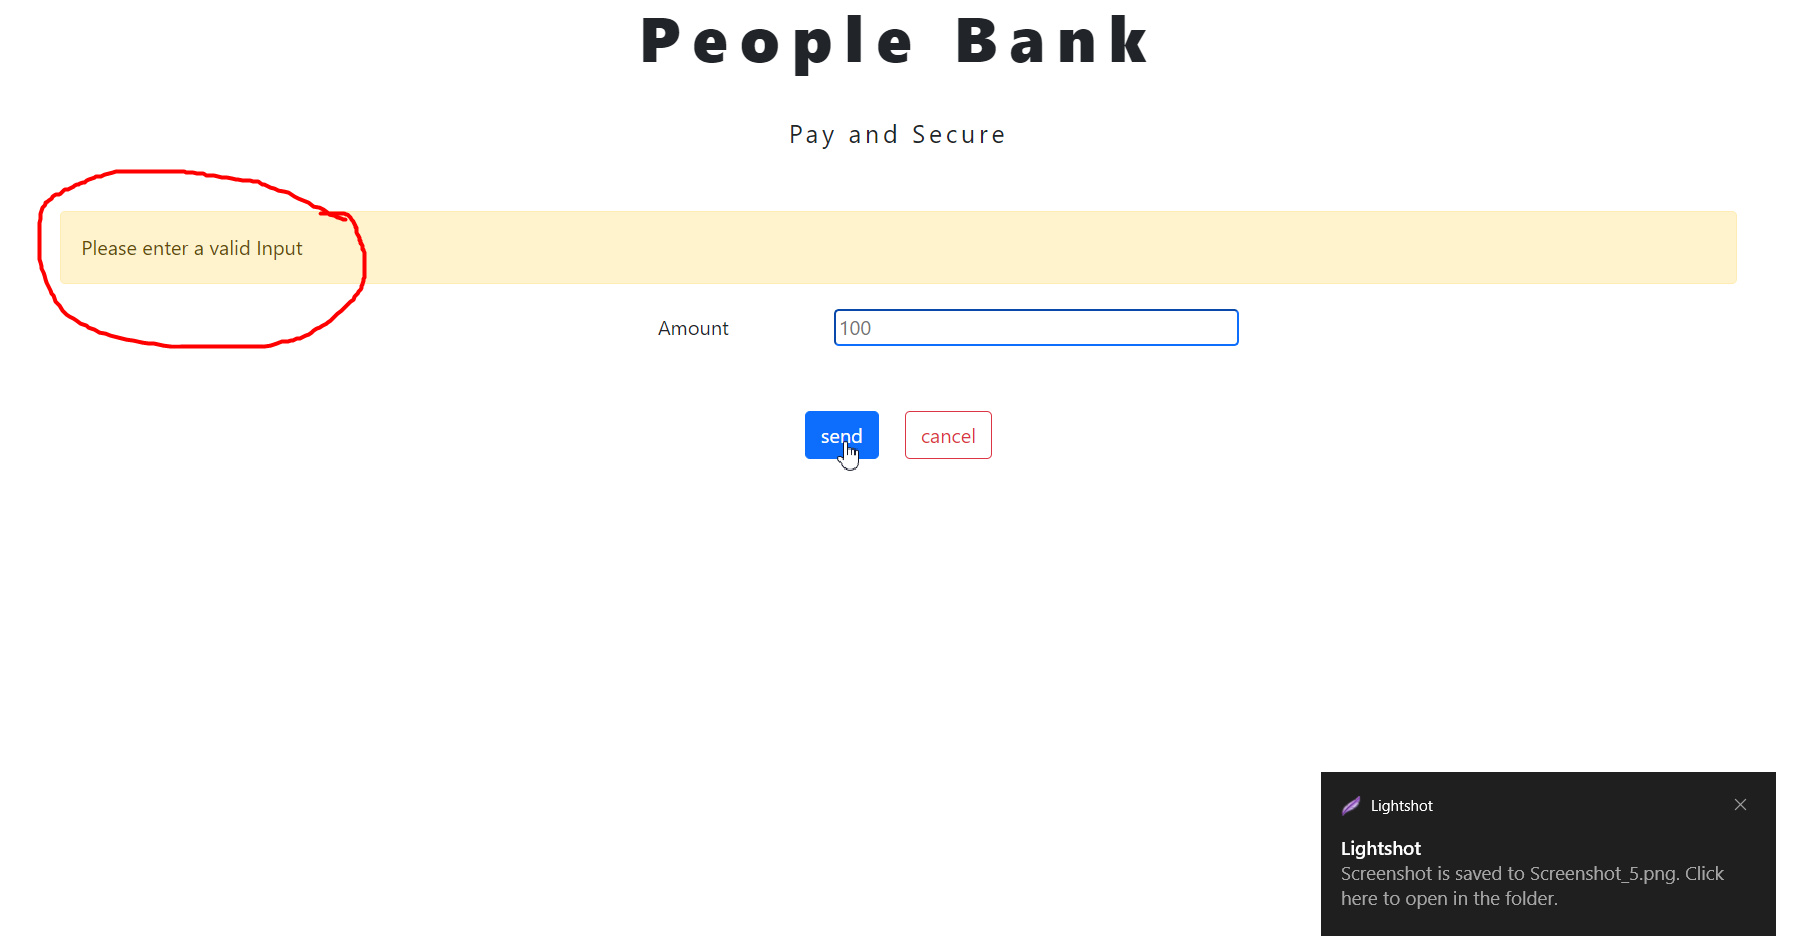 People Bank
Pay and Secure
Please enter a valid Input
Amount
100
send
cancel
Lightshot
Lightshot
Screenshot is saved to Screenshot_5.png. Click
here to open in the folder.